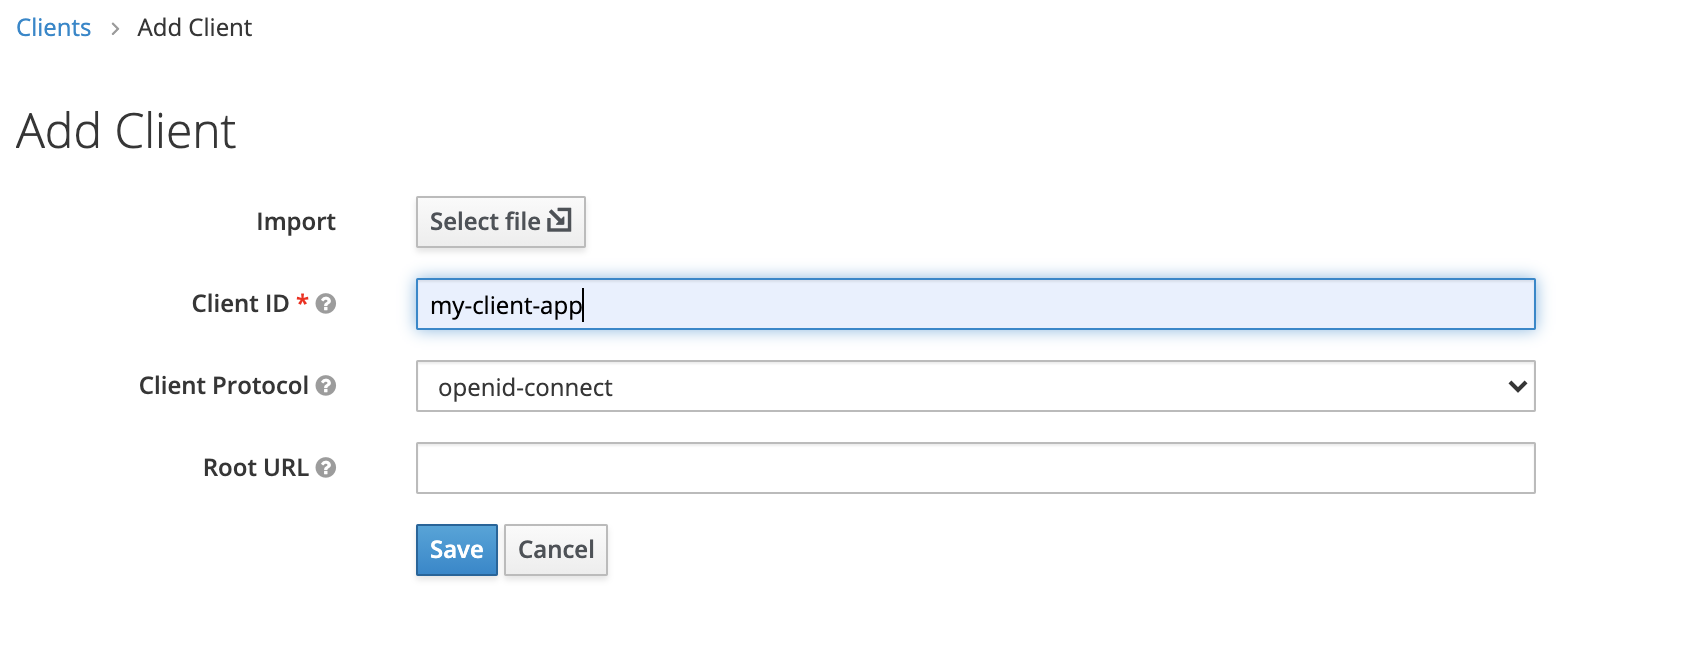 Clients > Add Client
Add Client
Import Select file
Client ID * ?
my-client-app
Client Protocol ?
openid-connect
Root URL ?
Save Cancel